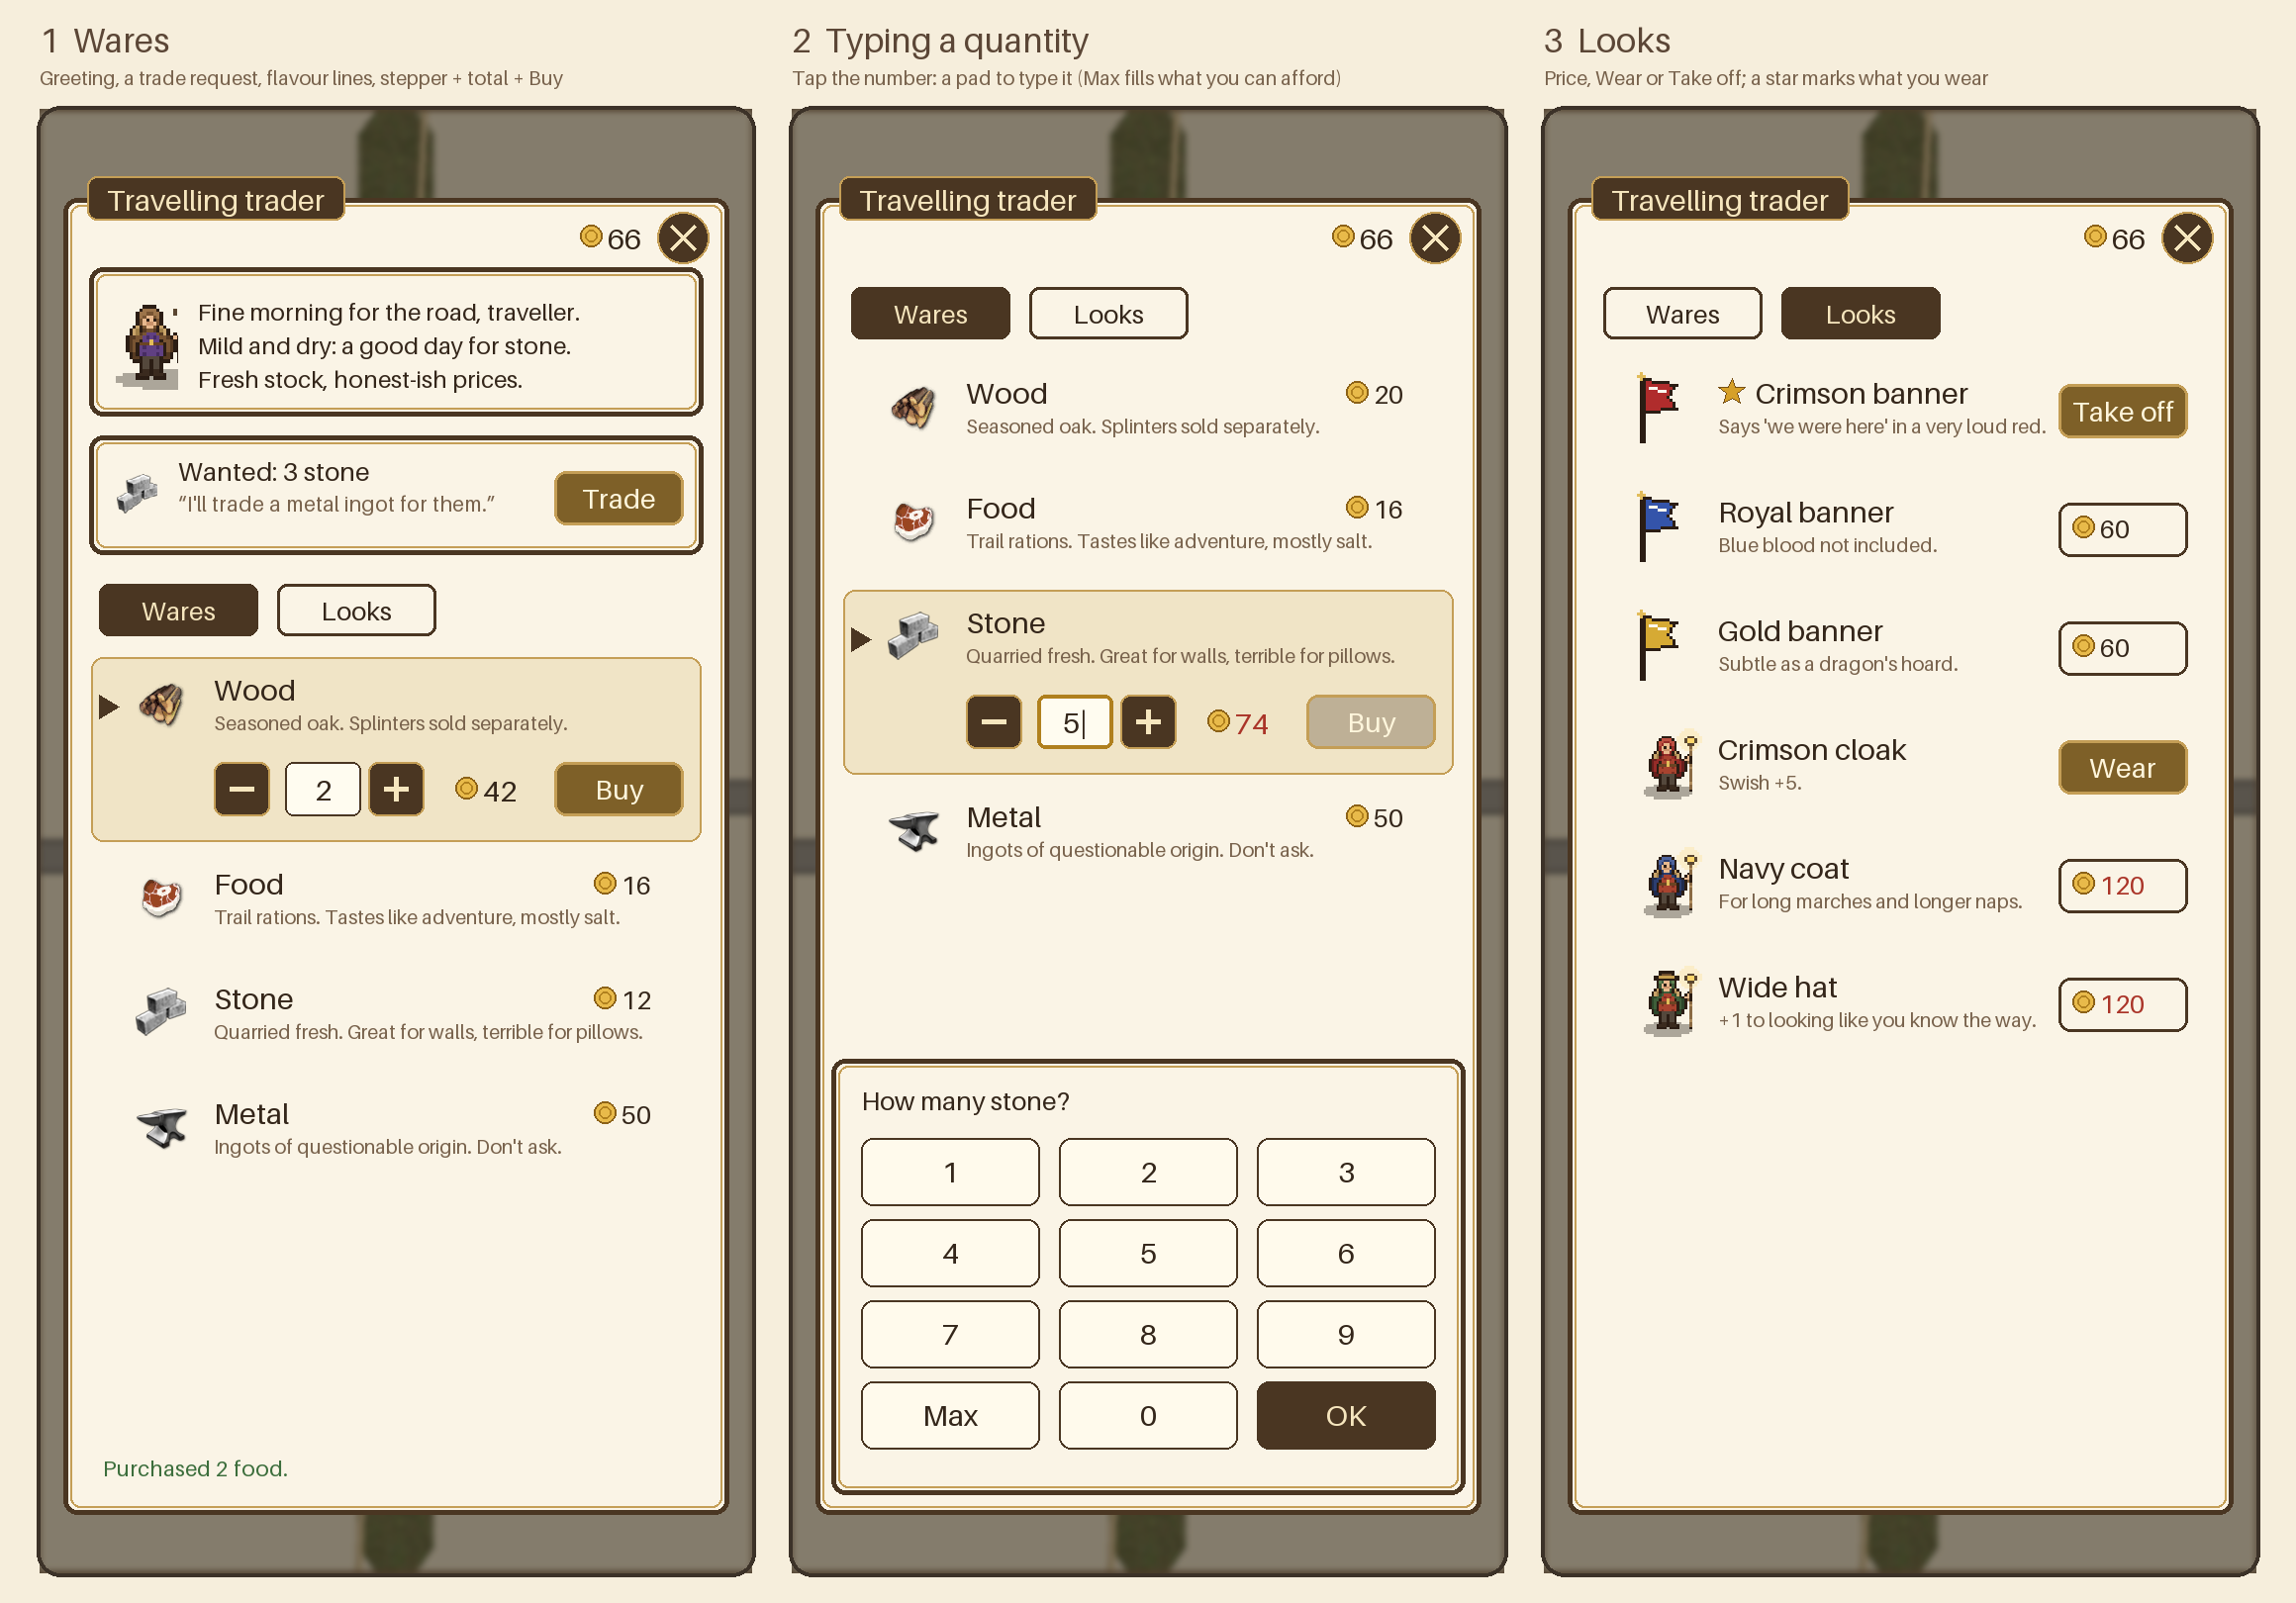 1 Wares
Greeting, a trade request, flavour lines, stepper + total + Buy
Travelling trader
66
Fine morning for the road, traveller.
Mild and dry: a good day for stone.
Fresh stock, honest-ish prices.
Wanted: 3 stone
“I'll trade a metal ingot for them.”
Trade
Wares Looks
Wood
Seasoned oak. Splinters sold separately.
− 2 + 42 Buy
Food 16
Trail rations. Tastes like adventure, mostly salt.
Stone 12
Quarried fresh. Great for walls, terrible for pillows.
Metal 50
Ingots of questionable origin. Don't ask.
Purchased 2 food.
2 Typing a quantity
Tap the number: a pad to type it (Max fills what you can afford)
Travelling trader
66
Wares Looks
Wood 20
Seasoned oak. Splinters sold separately.
Food 16
Trail rations. Tastes like adventure, mostly salt.
Stone
Quarried fresh. Great for walls, terrible for pillows.
− 5 + 74 Buy
Metal 50
Ingots of questionable origin. Don't ask.
How many stone?
1 2 3
4 5 6
7 8 9
Max 0 OK
3 Looks
Price, Wear or Take off; a star marks what you wear
Travelling trader
66
Wares Looks
Crimson banner
Says 'we were here' in a very loud red.
Take off
Royal banner
Blue blood not included.
60
Gold banner
Subtle as a dragon's hoard.
60
Crimson cloak
Swish +5.
Wear
Navy coat
For long marches and longer naps.
120
Wide hat
+1 to looking like you know the way.
120